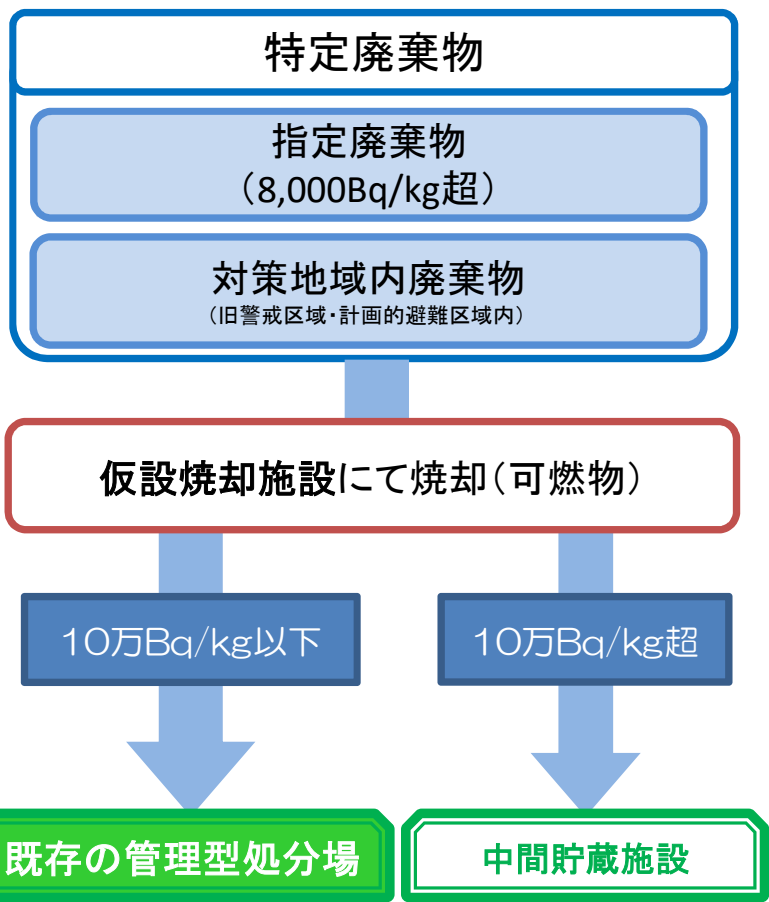 特定廃棄物
指定廃棄物
（8,000Bq/kg超）
対策地域内廃棄物
（旧警戒区域・計画的避難区域内）
仮設焼却施設にて焼却（可燃物）
10万Bq/kg以下
10万Bq/kg超
既存の管理型処分場
中間貯蔵施設